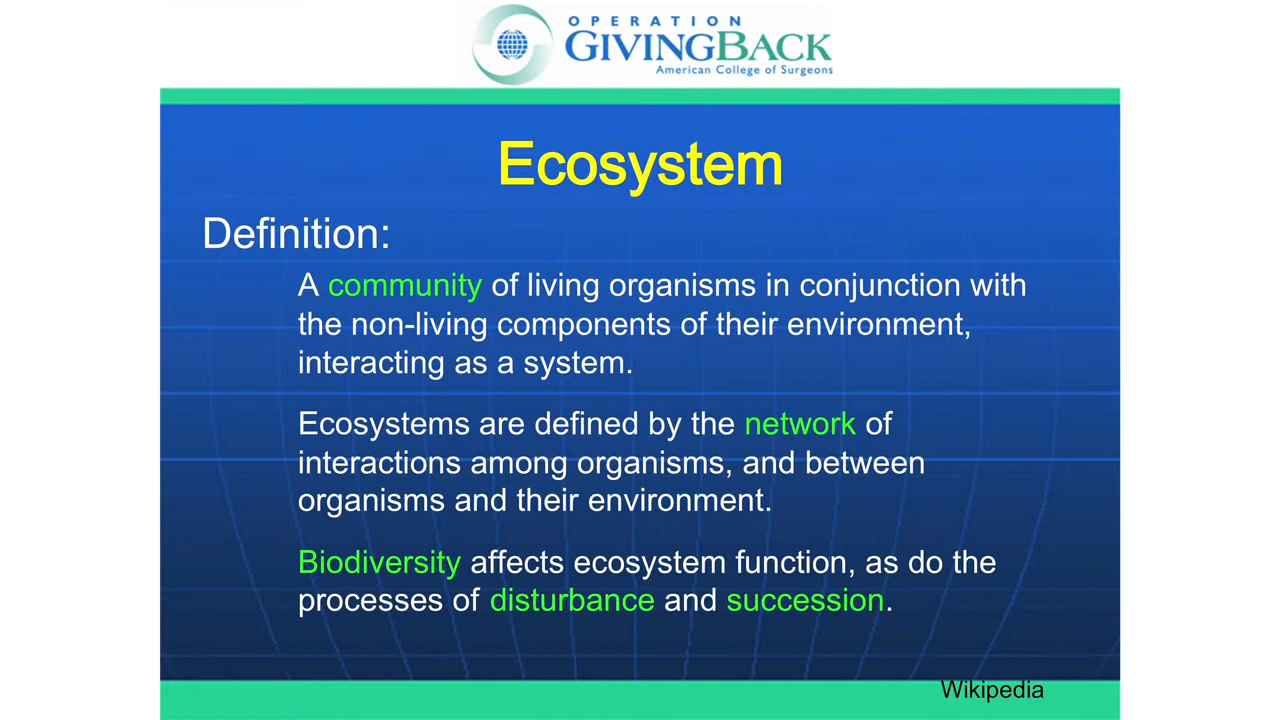 OPERATION
GIVINGBACK
American College of Surgeons
Ecosystem
Definition:
A community of living organisms in conjunction with
the non-living components of their environment,
interacting as a system.
Ecosystems are defined by the network of
interactions among organisms, and between
organisms and their environment.
Biodiversity affects ecosystem function, as do the
processes of disturbance and succession.
Wikipedia